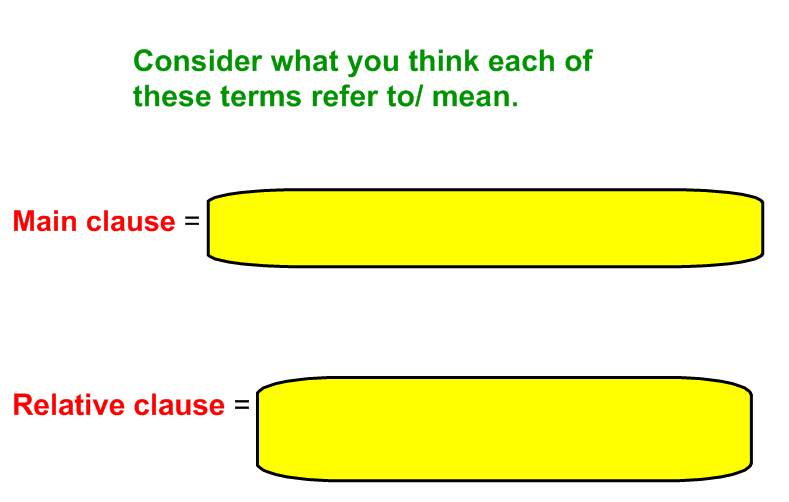 Consider what you think each of
these terms refer to/ mean.
Main clause =
Relative clause =